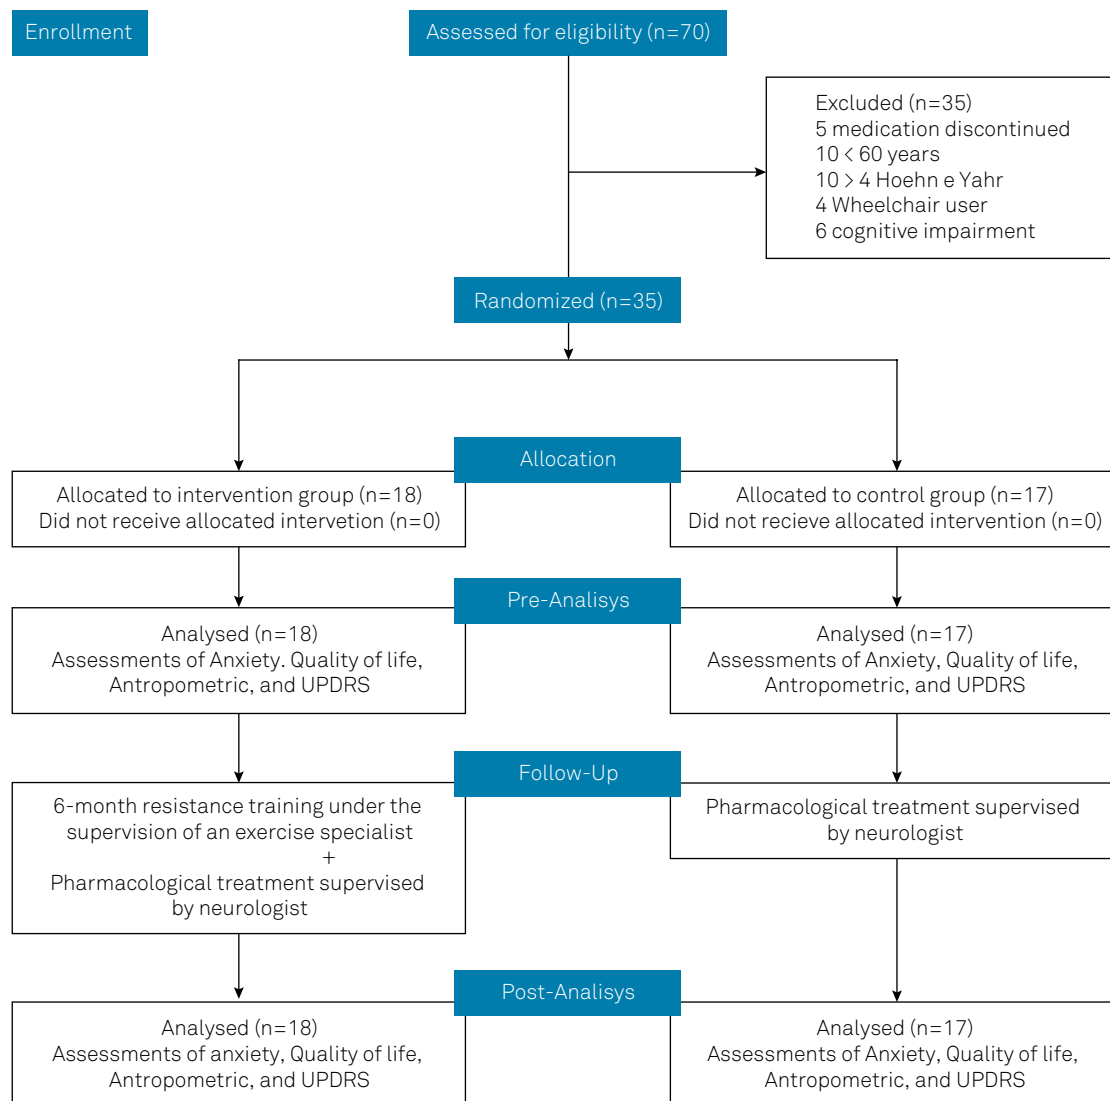 Enrollment
Assessed for eligibility (n=70)
Excluded (n=35)
5 medication discontinued
10 < 60 years
10 > 4 Hoehn e Yahr
4 Wheelchair user
6 cognitive impairment
Randomized (n=35)
Allocation
Allocated to intervention group (n=18)
Did not receive allocated intervetion (n=0)
Allocated to control group (n=17)
Did not recieve allocated intervention (n=0)
Pre-Analisys
Analysed (n=18)
Assessments of Anxiety. Quality of life,
Antropometric, and UPDRS
Analysed (n=17)
Assessments of Anxiety, Quality of life,
Antropometric, and UPDRS
Follow-Up
6-month resistance training under the
supervision of an exercise specialist
+
Pharmacological treatment supervised
by neurologist
Pharmacological treatment supervised
by neurologist
Post-Analisys
Analysed (n=18)
Assessments of anxiety, Quality of life,
Antropometric, and UPDRS
Analysed (n=17)
Assessments of Anxiety, Quality of life,
Antropometric, and UPDRS